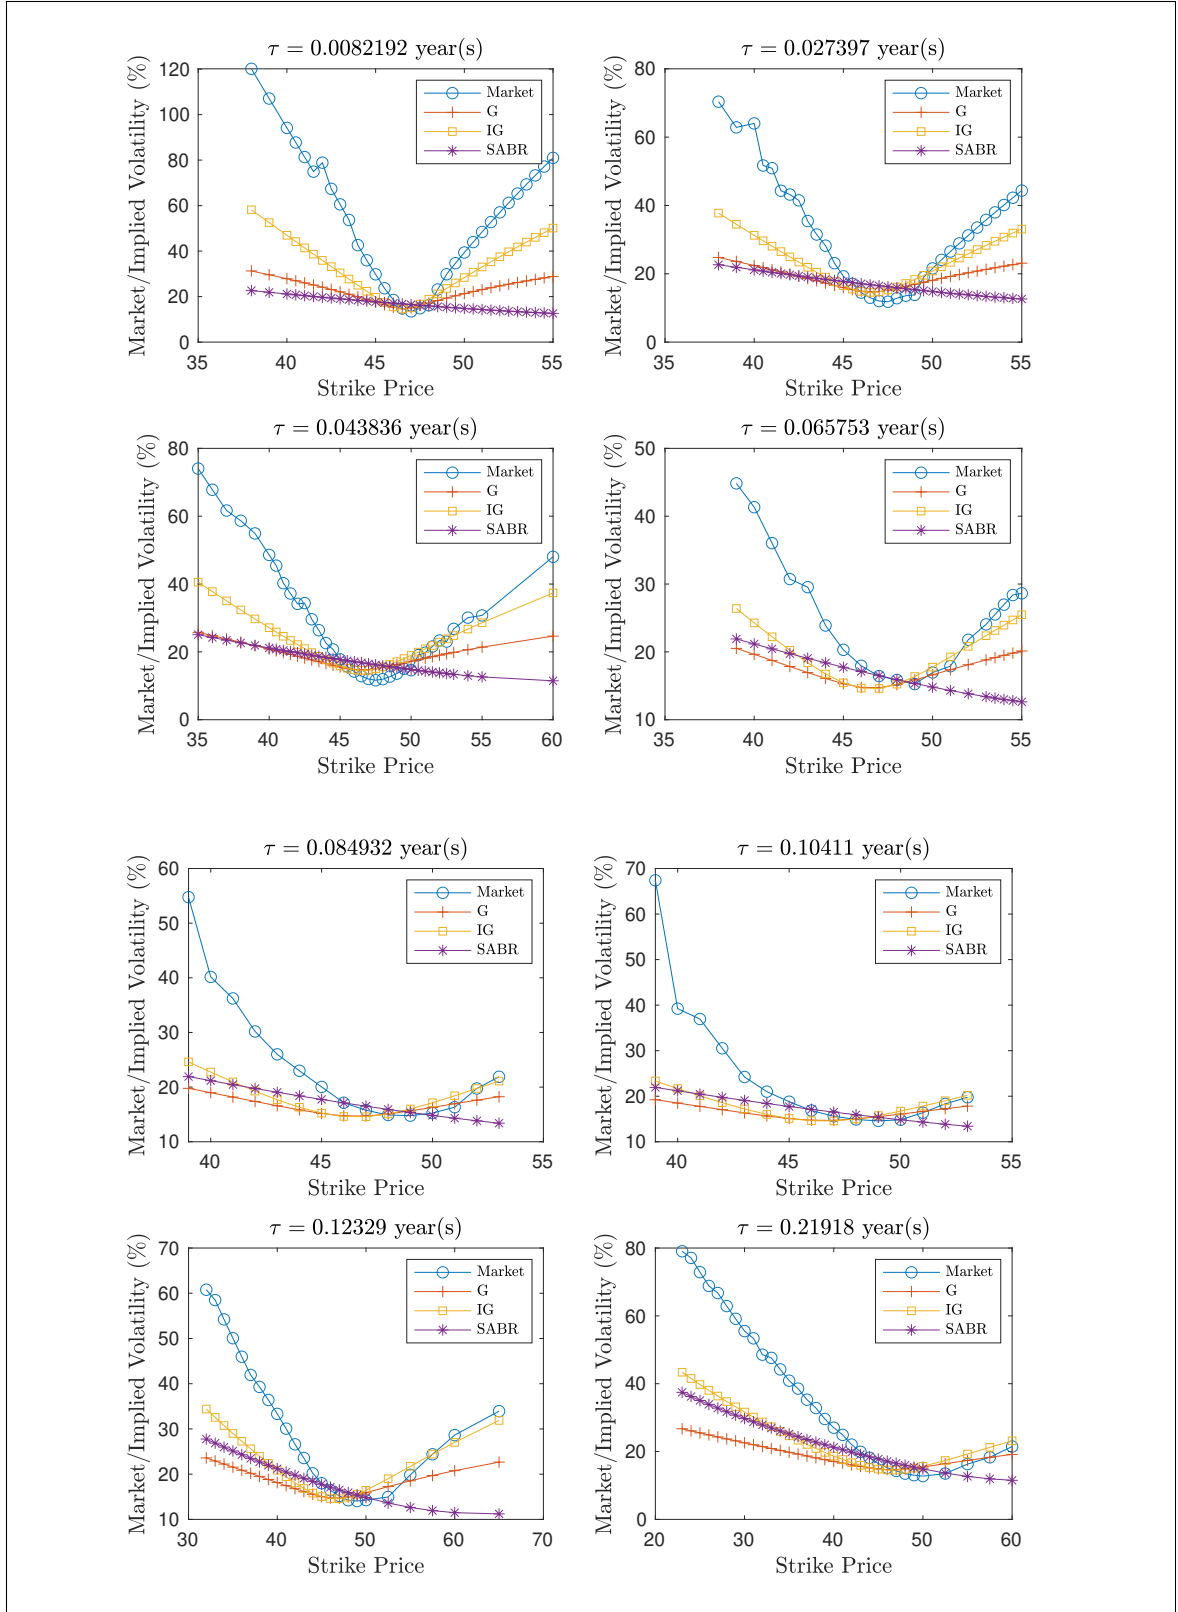 τ = 0.0082192 year(s)
Market/Implied Volatility (%)
120
100
80
60
40
20
0
35 40 45 50 55
Strike Price
Market
G
IG
SABR
τ = 0.027397 year(s)
Market/Implied Volatility (%)
80
60
40
20
0
35 40 45 50 55
Strike Price
Market
G
IG
SABR
τ = 0.043836 year(s)
Market/Implied Volatility (%)
80
60
40
20
0
35 40 45 50 55 60
Strike Price
Market
G
IG
SABR
τ = 0.065753 year(s)
Market/Implied Volatility (%)
50
40
30
20
10
35 40 45 50 55
Strike Price
Market
G
IG
SABR
τ = 0.084932 year(s)
Market/Implied Volatility (%)
60
50
40
30
20
10
40 45 50 55
Strike Price
Market
G
IG
SABR
τ = 0.10411 year(s)
Market/Implied Volatility (%)
70
60
50
40
30
20
10
40 45 50 55
Strike Price
Market
G
IG
SABR
τ = 0.12329 year(s)
Market/Implied Volatility (%)
70
60
50
40
30
20
10
30 40 50 60 70
Strike Price
Market
G
IG
SABR
τ = 0.21918 year(s)
Market/Implied Volatility (%)
80
60
40
20
0
20 30 40 50 60
Strike Price
Market
G
IG
SABR